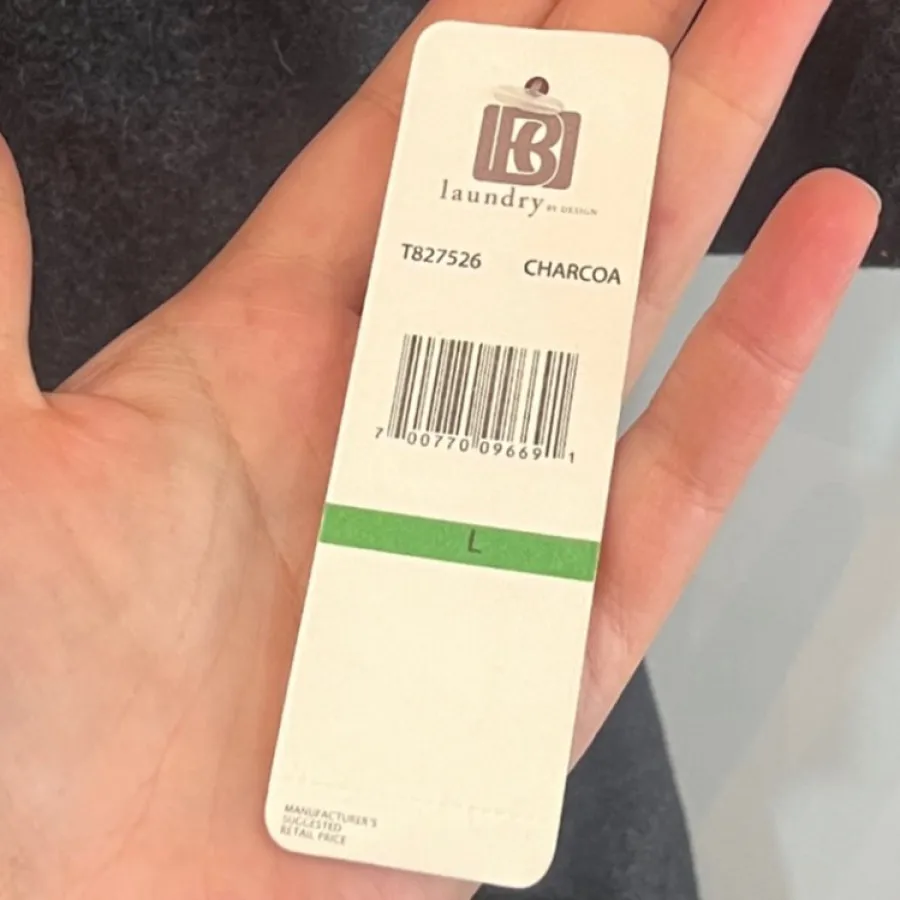 laundry BY DESIGN
T827526 CHARCOA
7 00770 09669 1
L
MANUFACTURER'S
SUGGESTED
RETAIL PRICE